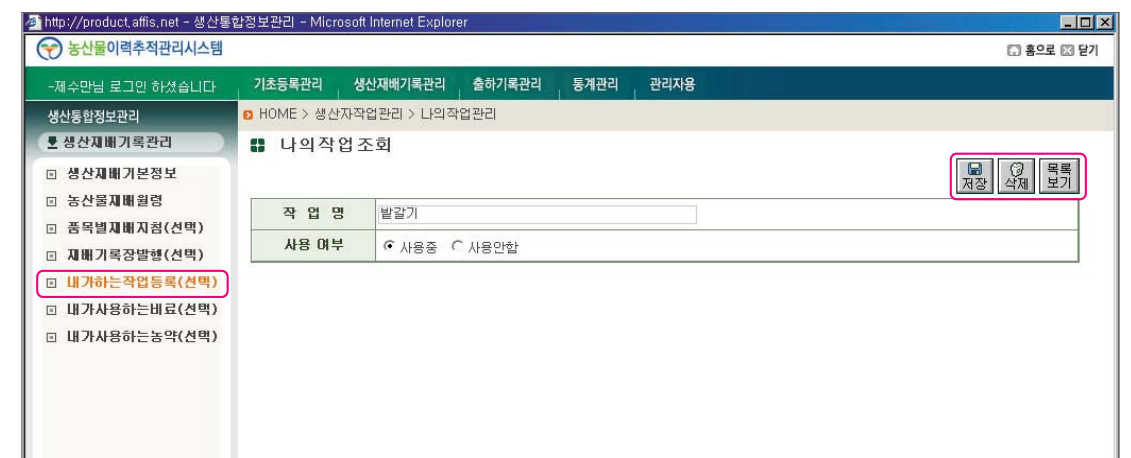 http://product.affis.net - 생산통합정보관리 - Microsoft Internet Explorer
농산물이력추적관리시스템
홈으로 닫기
-제수만님 로그인 하셨습니다
기초등록관리 생산재배기록관리 출하기록관리 통계관리 관리자용
생산통합정보관리
HOME > 생산자작업관리 > 나의작업관리
생산재배기록관리
나의작업조회
생산재배기본정보
저장 삭제 목록보기
농산물재배월령
작 업 명 밭갈기
품목별재배지침(선택)
사용 여부 사용중 사용안함
재배기록장발행(선택)
내가하는작업등록(선택)
내가사용하는비료(선택)
내가사용하는농약(선택)